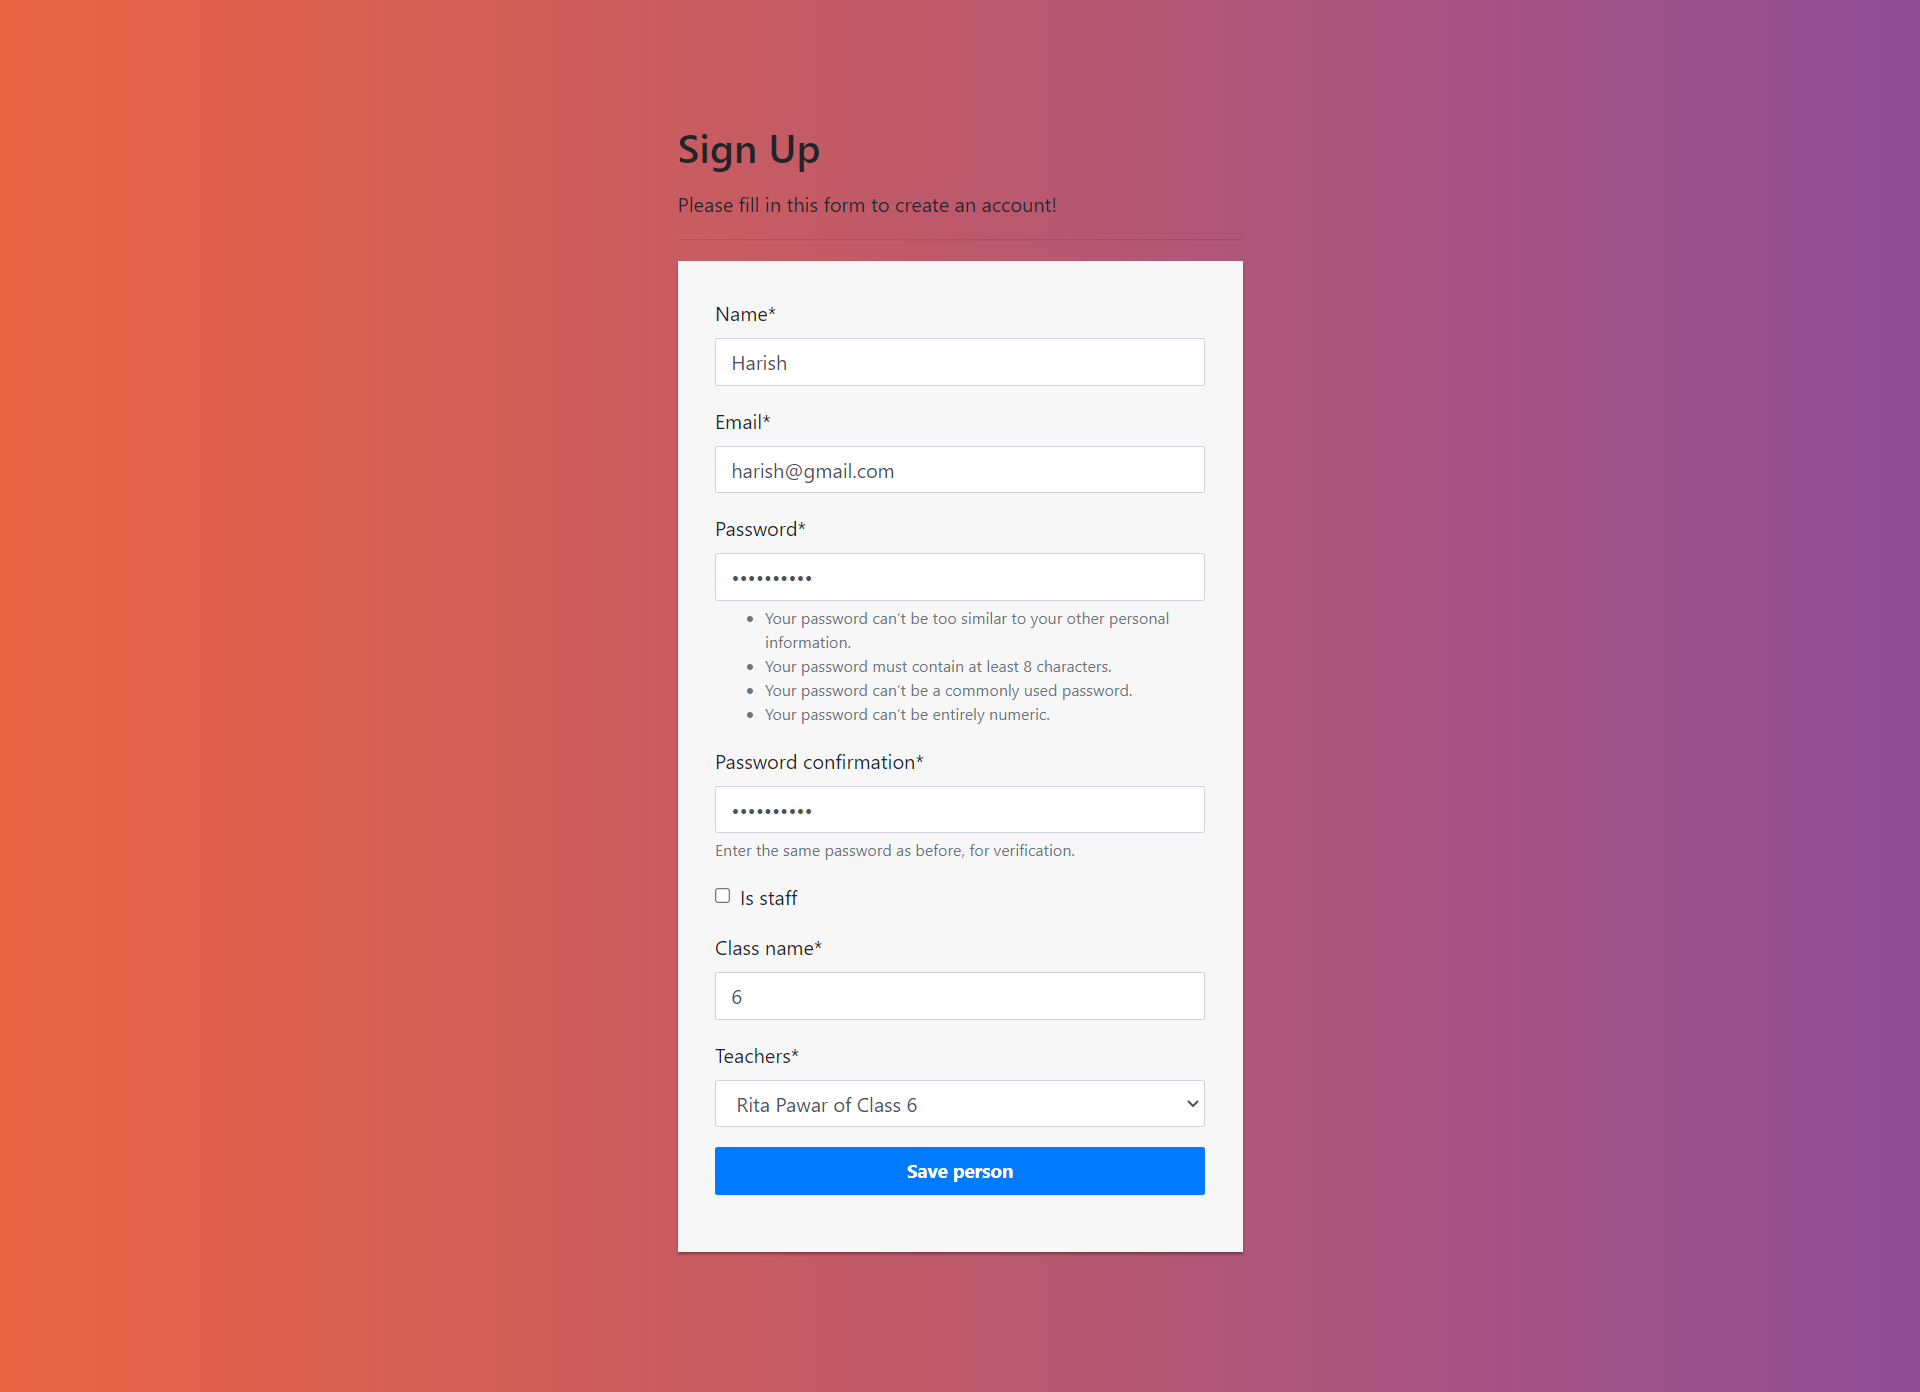 Sign Up
Please fill in this form to create an account!
Name*
Harish
Email*
harish@gmail.com
Password*
••••••••••
• Your password can't be too similar to your other personal
information.
• Your password must contain at least 8 characters.
• Your password can't be a commonly used password.
• Your password can't be entirely numeric.
Password confirmation*
••••••••••
Enter the same password as before, for verification.
Is staff
Class name*
6
Teachers*
Rita Pawar of Class 6
Save person